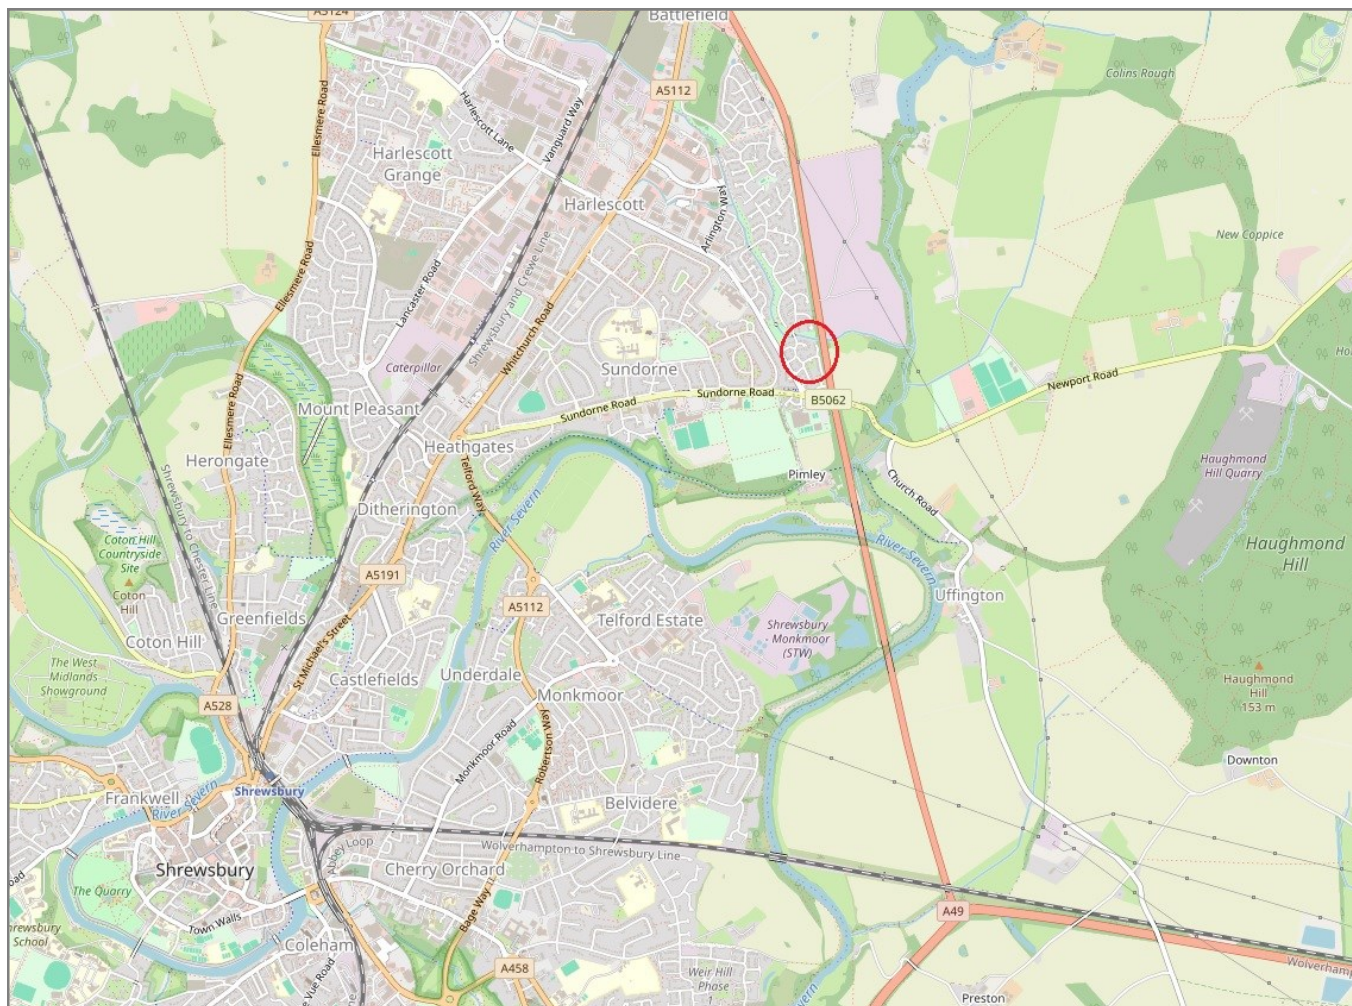 A5124
Battlefield
Colins Rough
Ellesmere Road
A5112
Harlescott Lane
Vanguard Way
Harlescott
Grange
Harlescott
Arlington Way
New Coppice
Ellesmere Road
Lancaster Road
Shrewsbury and Crewe Line
Whitchurch Road
Caterpillar
Sundorne
Newport Road
Sundorne Road
B5062
Sundorne Road
Mount Pleasant
Ellesmere Road
Heathgates
Herongate
Telford Way
Pimley
Church Road
Haughmond
Hill Quarry
Shrewsbury to Chester Line
Ditherington
River Severn
River Severn
Coton Hill
Countryside
Site
Haughmond
Hill
A5191
Coton
Hill
A5112
Uffington
Greenfields
Telford Estate
Shrewsbury
Monkmoor
(STW)
Coton Hill
St Michael's Street
The West
Midlands
Showground
Castlefields
Underdale
Monkmoor
Haughmond
Hill
153 m
A528
Robertson Way
Monkmoor Road
Downton
Frankwell
River Severn
Shrewsbury
Belvidere
Abbey Loop
Wolverhampton to Shrewsbury Line
Shrewsbury
Cherry Orchard
The Quarry
Bage Way
A49
Town Walls
Coleham
A458
Weir Hill
Phase
1
Preston